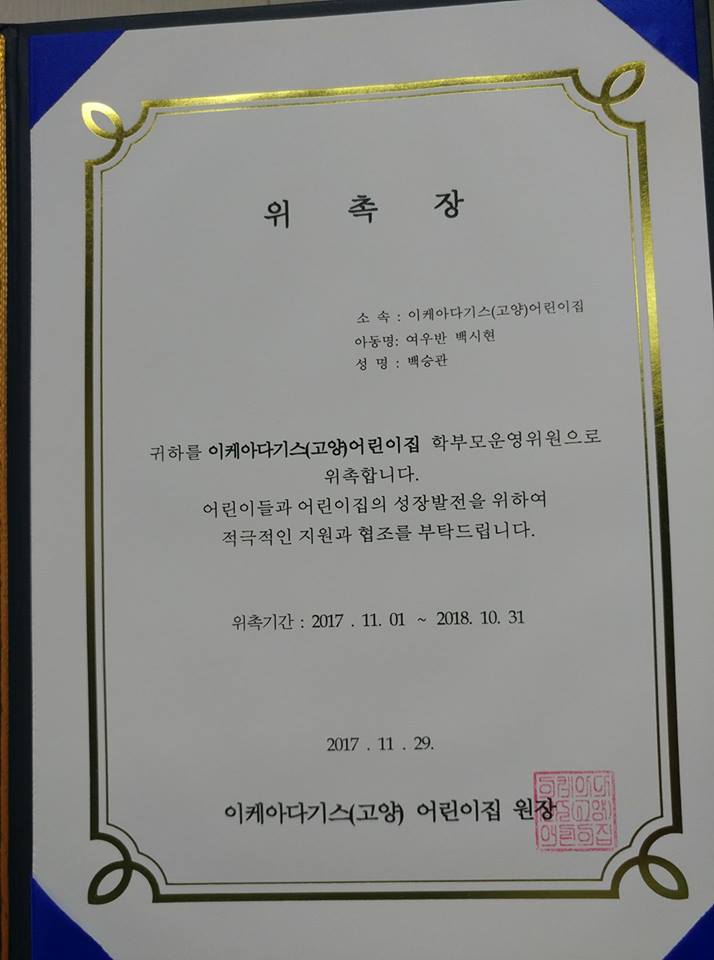 위 촉 장
소 속 : 이케아다기스(고양)어린이집
아동명: 여우반 백시현
성 명 : 백승관
귀하를 이케아다기스(고양)어린이집 학부모운영위원으로
위촉합니다.
어린이들과 어린이집의 성장발전을 위하여
적극적인 지원과 협조를 부탁드립니다.
위촉기간 : 2017 . 11. 01 ~ 2018. 10. 31
2017 . 11 . 29.
이케아다기스(고양) 어린이집 원장